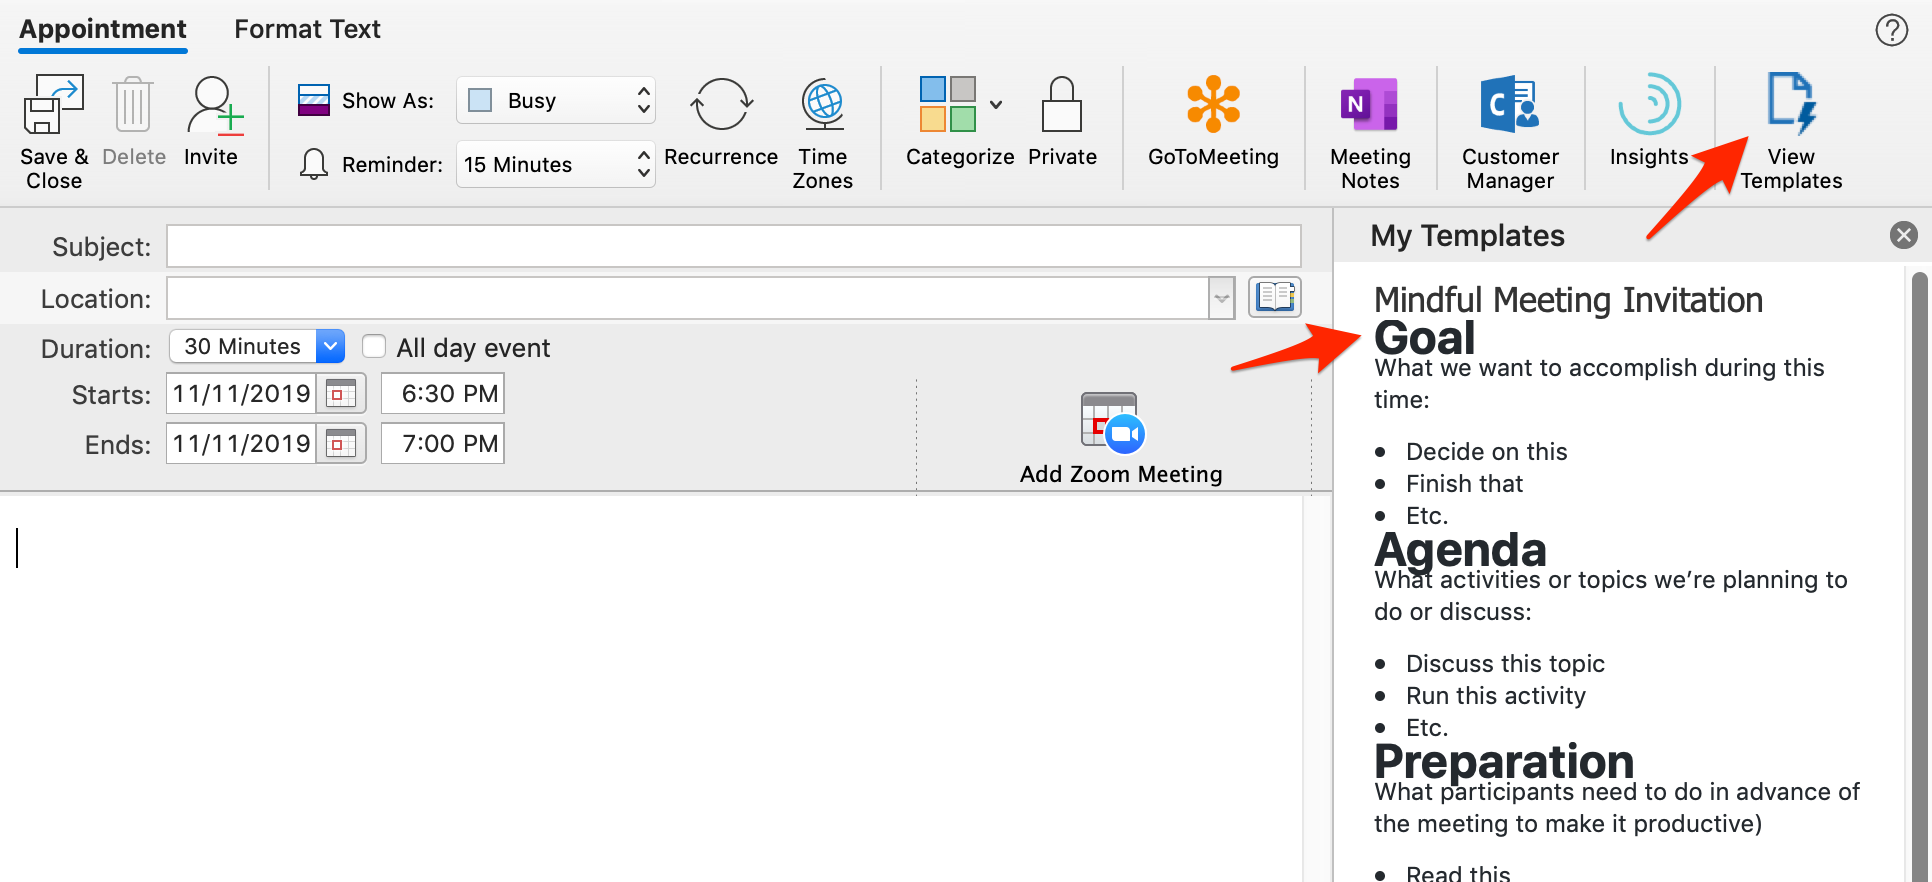 Appointment Format Text
?
Save & Close
Delete
Invite
Show As: Busy
Reminder: 15 Minutes
Recurrence
Time Zones
Categorize
Private
GoToMeeting
N
Meeting Notes
C
Customer Manager
Insights
View Templates
Subject:
Location:
Duration: 30 Minutes All day event
Starts: 11/11/2019 6:30 PM
Ends: 11/11/2019 7:00 PM
Add Zoom Meeting
My Templates
Mindful Meeting Invitation
Goal
What we want to accomplish during this
time:
• Decide on this
• Finish that
• Etc.
Agenda
What activities or topics we’re planning to
do or discuss:
• Discuss this topic
• Run this activity
• Etc.
Preparation
What participants need to do in advance of
the meeting to make it productive)
• Read this